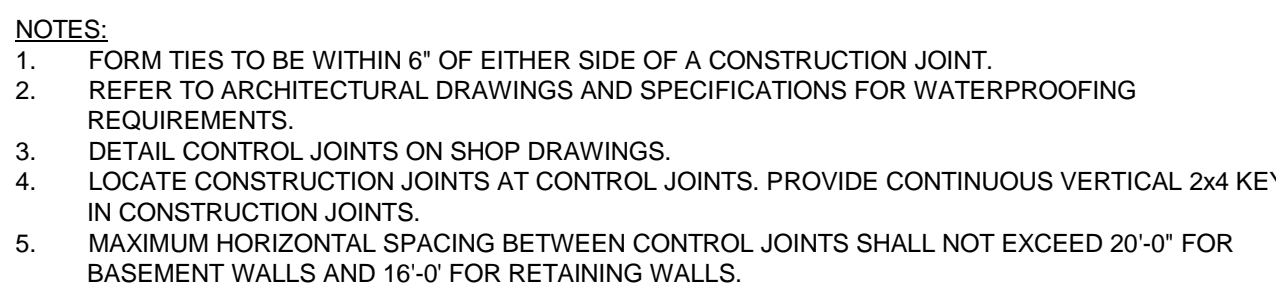 NOTES:
1. FORM TIES TO BE WITHIN 6" OF EITHER SIDE OF A CONSTRUCTION JOINT.
2. REFER TO ARCHITECTURAL DRAWINGS AND SPECIFICATIONS FOR WATERPROOFING
REQUIREMENTS.
3. DETAIL CONTROL JOINTS ON SHOP DRAWINGS.
4. LOCATE CONSTRUCTION JOINTS AT CONTROL JOINTS. PROVIDE CONTINUOUS VERTICAL 2x4 KEY
IN CONSTRUCTION JOINTS.
5. MAXIMUM HORIZONTAL SPACING BETWEEN CONTROL JOINTS SHALL NOT EXCEED 20'-0" FOR
BASEMENT WALLS AND 16'-0' FOR RETAINING WALLS.